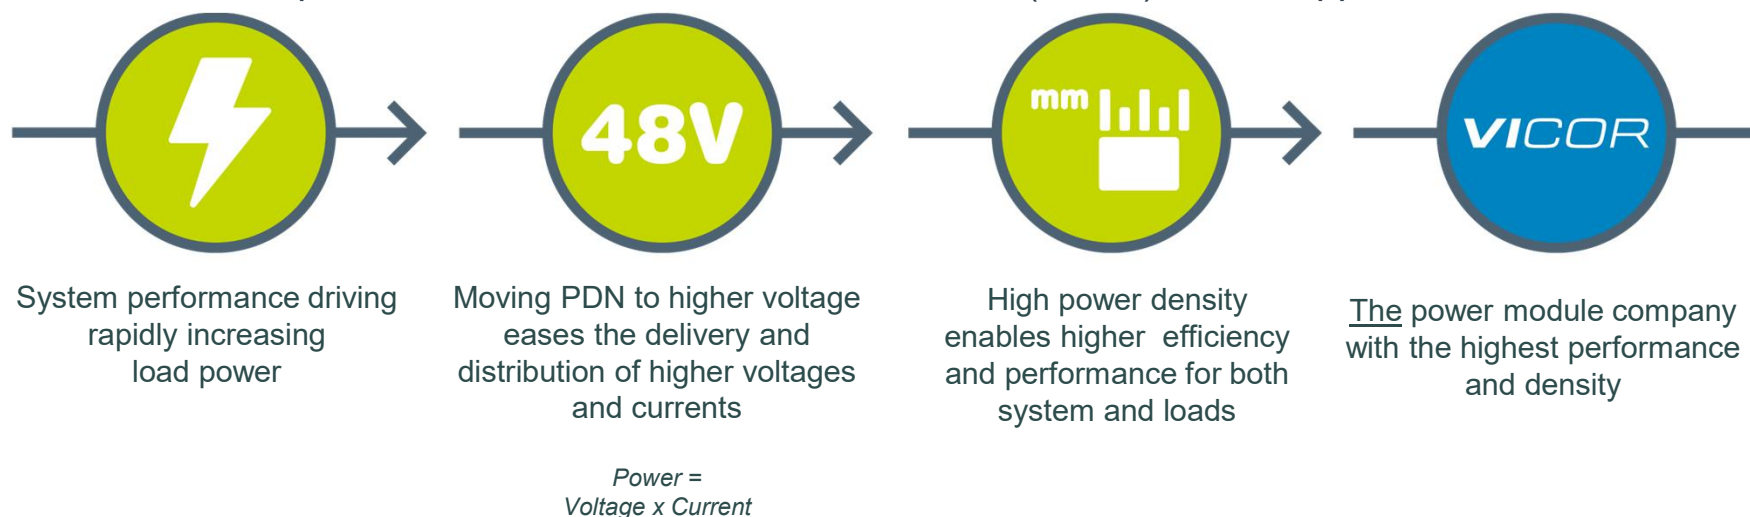 48V
mm
VICOR
System performance driving
rapidly increasing
load power
Moving PDN to higher voltage
eases the delivery and
distribution of higher voltages
and currents
Power =
Voltage x Current
High power density
enables higher  efficiency
and performance for both
system and loads
The power module company
with the highest performance
and density